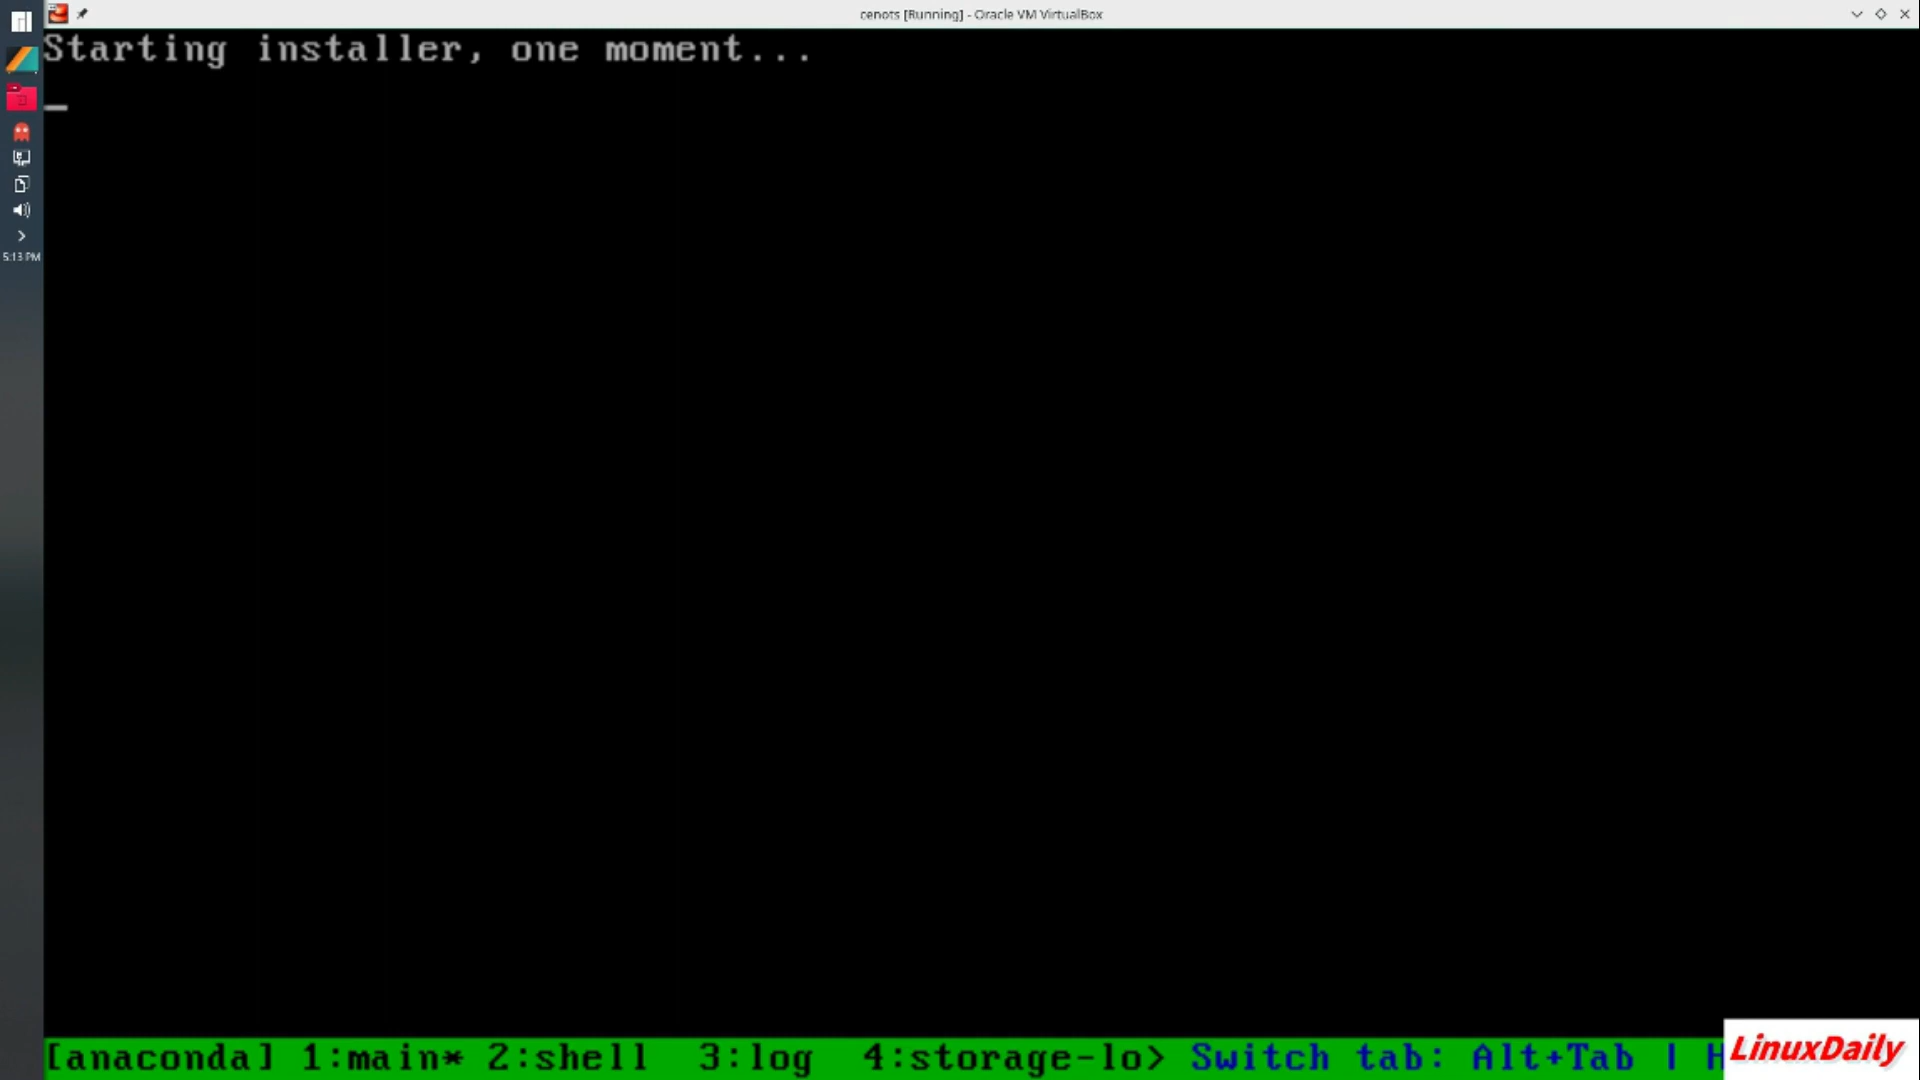 cenots [Running] - Oracle VM VirtualBox
Starting installer, one moment...
5:13 PM
[anaconda] 1:main* 2:shell  3:log  4:storage-lo> Switch tab: Alt+Tab | H
LinuxDaily